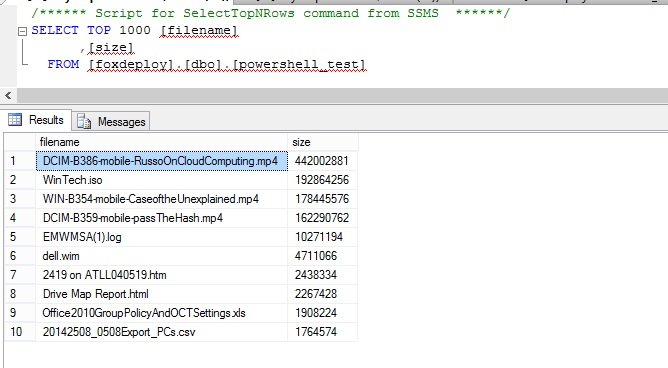 /****** Script for SelectTopNRows command from SSMS ******/
SELECT TOP 1000 [filename]
,[size]
FROM [foxdeploy].[dbo].[powershell_test]
Results Messages
filename size
1 DCIM-B386-mobile-RussoOnCloudComputing.mp4 442002881
2 WinTech.iso 192864256
3 WIN-B354-mobile-CaseoftheUnexplained.mp4 178445576
4 DCIM-B359-mobile-passTheHash.mp4 162290762
5 EMWMSA(1).log 10271194
6 dell.wim 4711066
7 2419 on ATLL040519.htm 2438334
8 Drive Map Report.html 2267428
9 Office2010GroupPolicyAndOCTSettings.xls 1908224
10 20142508_0508Export_PCs.csv 1764574